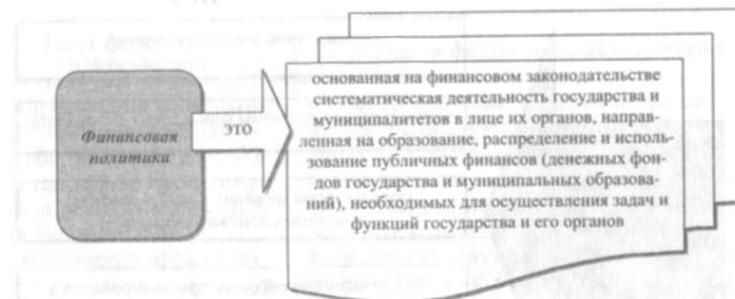 Финансовая
политика
ЭТО
основанная на финансовом законодательстве
систематическая деятельность государства и
муниципалитетов в лице их органов, направ-
ленная на образование, распределение и исполь-
зование публичных финансов (денежных фон-
дов государства и муниципальных образова-
ний), необходимых для осуществления задач и
функций государства и его органов